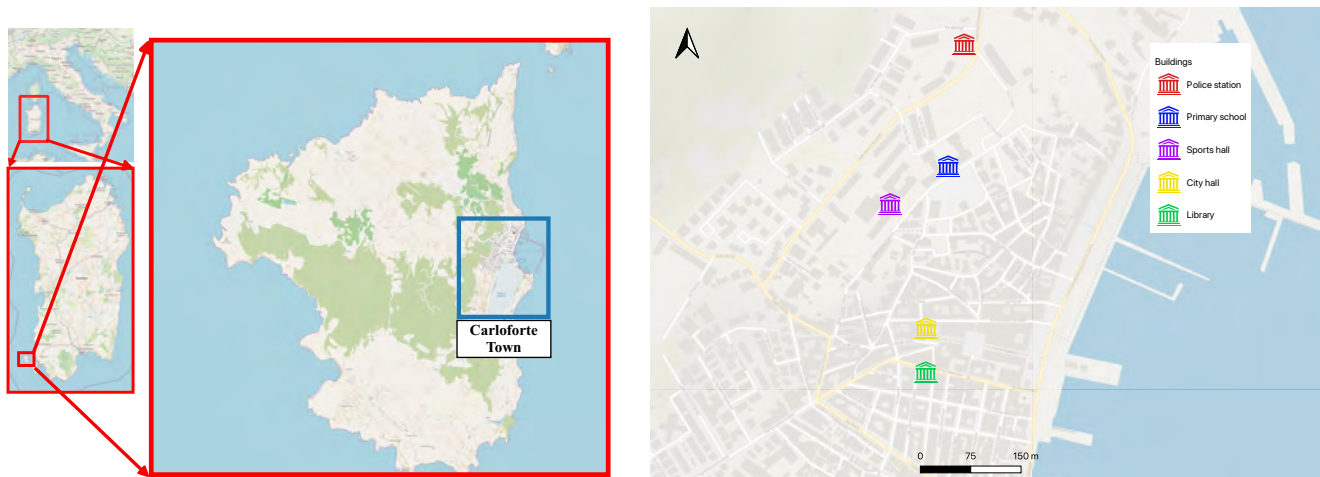 Carloforte
Town
Buildings
Police station
Primary school
Sports hall
City hall
Library
0 75 150 m